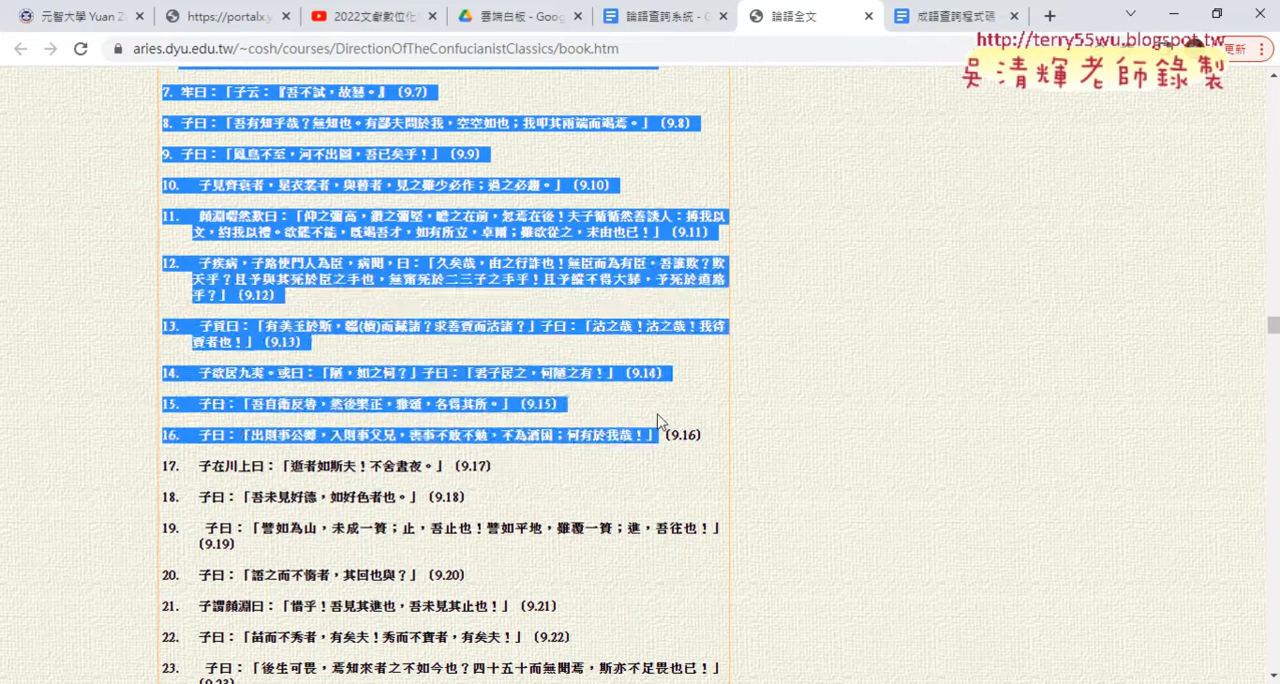 元智大學 Yuan Z
https://portalx.y
2022文獻數位化
雲端白板 - Goog
論語查詢系統 - G
論語全文
成語查詢程式碼
aries.dyu.edu.tw/~cosh/courses/DirectionOfTheConfucianistClassics/book.htm
更新
http://terry55wu.blogspot.tw
吳清輝老師錄製
7. 牢曰：「子云：『吾不試，故藝。』（9.7）
8. 子曰：「吾有知乎哉？無知也。有鄙夫問於我，空空如也；我叩其兩端而竭焉。」（9.8）
9. 子曰：「鳳鳥不至，河不出圖，吾已矣乎！」（9.9）
10. 子見齊衰者，冕衣裳者，與瞽者，見之雖少必作；過之必趨。」（9.10）
11. 顏淵喟然歎曰：「仰之彌高，鑽之彌堅，瞻之在前，忽焉在後！夫子循循然善誘人：博我以
文，約我以禮。欲罷不能，既竭吾才，如有所立，卓爾；雖欲從之，末由也已！」（9.11）
12. 子疾病，子路使門人為臣，病閒，曰：「久矣哉，由之行詐也！無臣而為有臣，吾誰欺？欺
天乎？且予與其死於臣之手也，無甯死於二三子之手乎！且予縱不得大葬，予死於道路
乎？」（9.12）
13. 子貢曰：「有美玉於斯，韞(櫝)而藏諸？求善賈而沽諸？」子曰：「沽之哉！沽之哉！我待
賈者也！」（9.13）
14. 子欲居九夷。或曰：「陋，如之何？」子曰：「君子居之，何陋之有！」（9.14）
15. 子曰：「吾自衛反魯，然後樂正，雅頌，各得其所。」（9.15）
16. 子曰：「出則事公卿，入則事父兄，喪事不敢不勉，不為酒困；何有於我哉！」（9.16）
17. 子在川上曰：「逝者如斯夫！不舍晝夜。」（9.17）
18. 子曰：「吾未見好德，如好色者也。」（9.18）
19. 子曰：「譬如為山，未成一簣；止，吾止也！譬如平地，雖覆一簣；進，吾往也！」
（9.19）
20. 子曰：「語之而不惰者，其回也與？」（9.20）
21. 子謂顏淵曰：「惜乎！吾見其進也，吾未見其止也！」（9.21）
22. 子曰：「苗而不秀者，有矣夫！秀而不實者，有矣夫！」（9.22）
23. 子曰：「後生可畏，焉知來者之不如今也？四十五十而無聞焉，斯亦不足畏也已！」
（9.23）